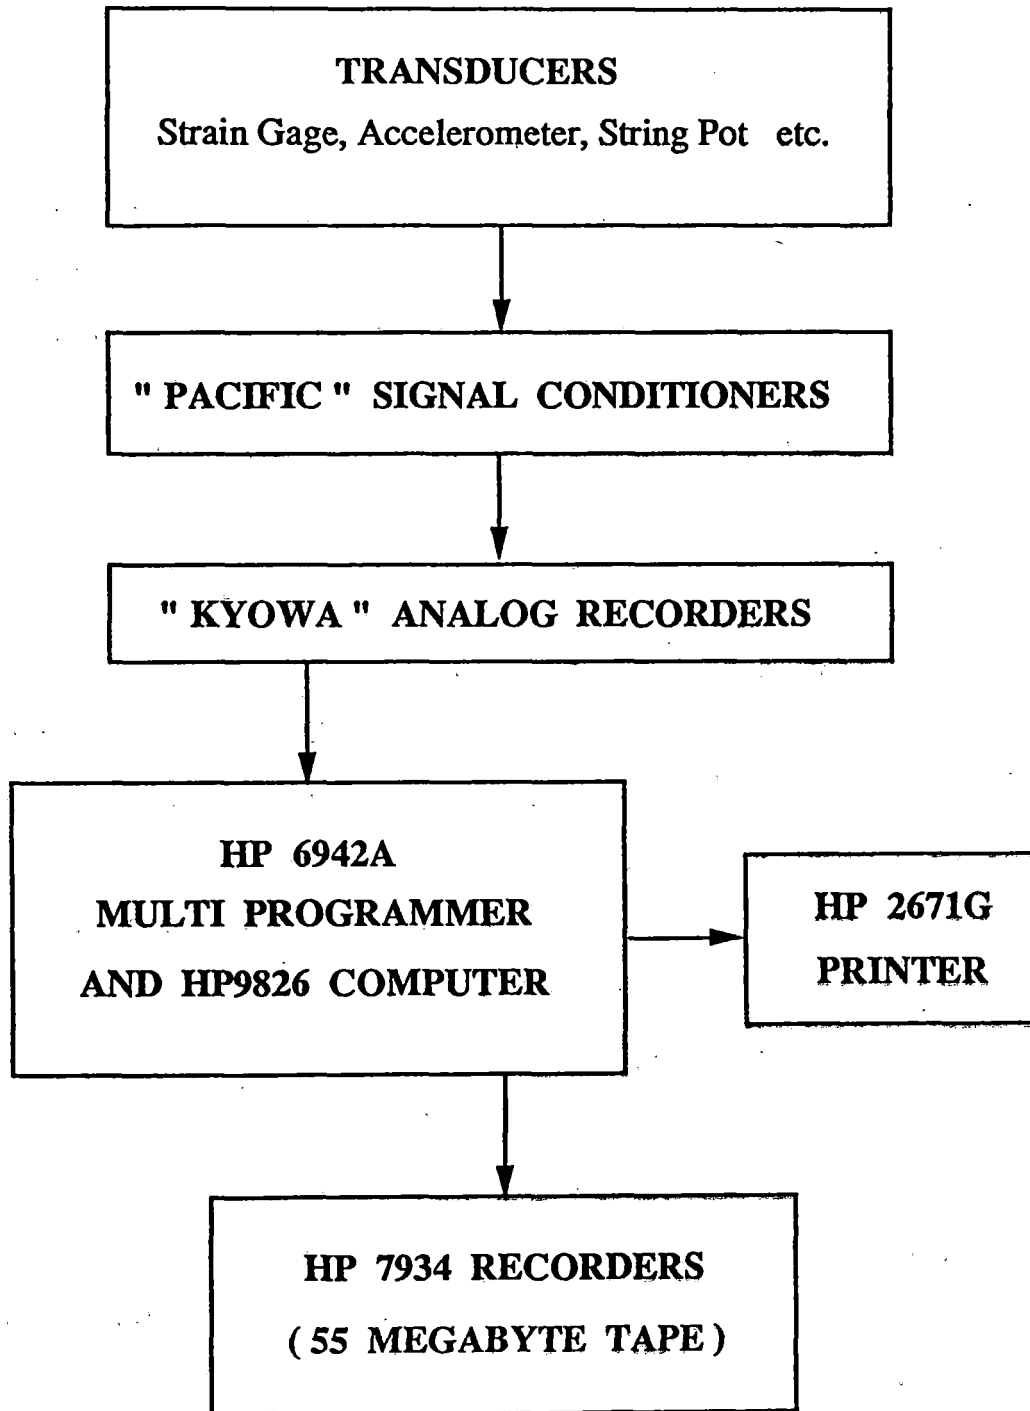 TRANSDUCERS
Strain Gage, Accelerometer, String Pot etc.
" PACIFIC " SIGNAL CONDITIONERS
" KYOWA " ANALOG RECORDERS
HP 6942A
MULTI PROGRAMMER
AND HP9826 COMPUTER
HP 2671G
PRINTER
HP 7934 RECORDERS
( 55 MEGABYTE TAPE )